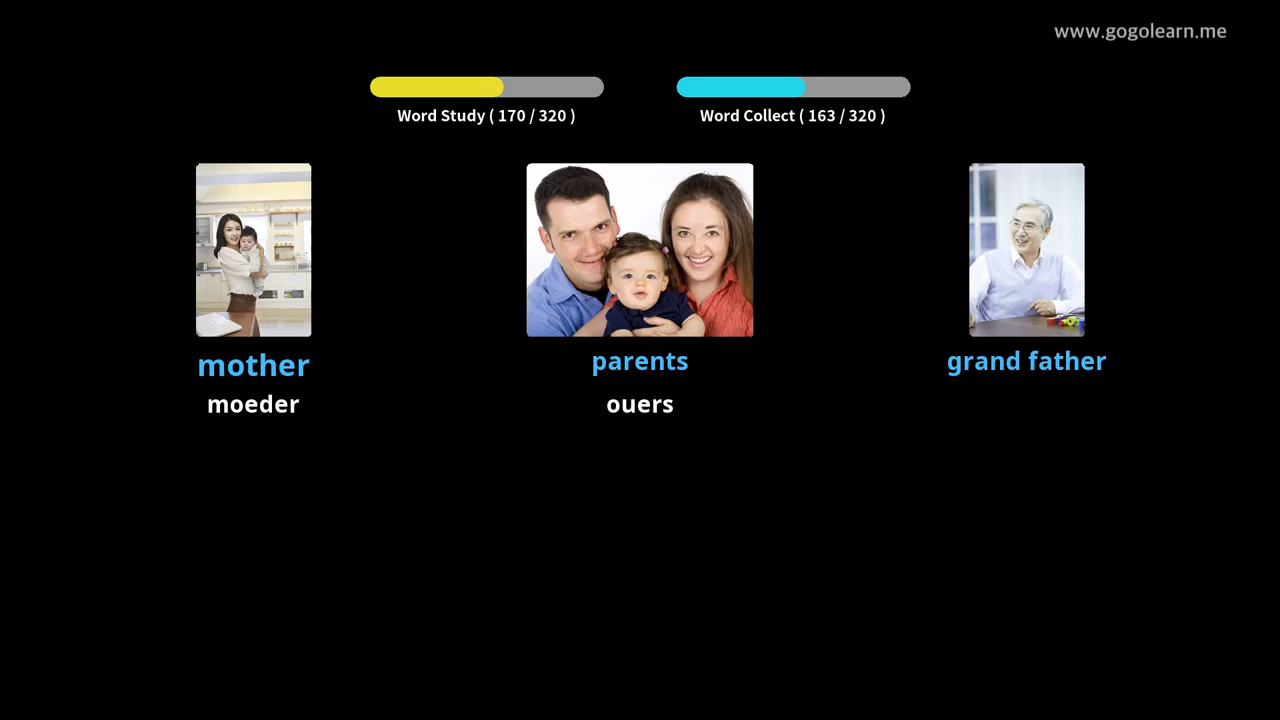 www.gogolearn.me
Word Study ( 170 / 320 )
Word Collect ( 163 / 320 )
mother
parents
grand father
moeder
ouers